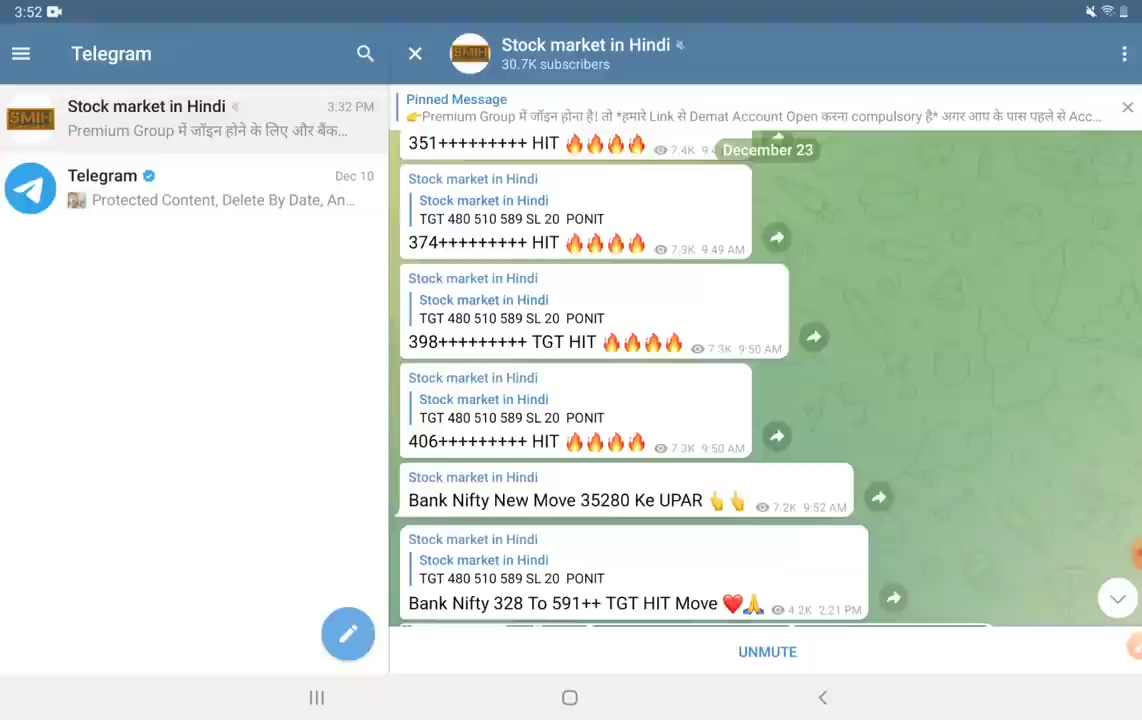 3:52
Telegram
Stock market in Hindi
30.7K subscribers
SMIH
Stock market in Hindi
3:32 PM
Premium Group में जॉइन होने के लिए और बैंक...
Telegram
Dec 10
Protected Content, Delete By Date, An...
SMIH
Pinned Message
👉Premium Group में जॉइन होना है! तो *हमारे Link से Demat Account Open करना compulsory है* अगर आप के पास पहले से Acc...
December 23
351+++++++++ HIT 🔥🔥🔥🔥
7.4K
Stock market in Hindi
Stock market in Hindi
TGT 480 510 589 SL 20 PONIT
374+++++++++ HIT 🔥🔥🔥🔥
7.3K 9:49 AM
Stock market in Hindi
Stock market in Hindi
TGT 480 510 589 SL 20 PONIT
398+++++++++ TGT HIT 🔥🔥🔥🔥
7.3K 9:50 AM
Stock market in Hindi
Stock market in Hindi
TGT 480 510 589 SL 20 PONIT
406+++++++++ HIT 🔥🔥🔥🔥
7.3K 9:50 AM
Stock market in Hindi
Bank Nifty New Move 35280 Ke UPAR 👆👆
7.2K 9:52 AM
Stock market in Hindi
Stock market in Hindi
TGT 480 510 589 SL 20 PONIT
Bank Nifty 328 To 591++ TGT HIT Move ❤️🙏
4.2K 2:21 PM
UNMUTE